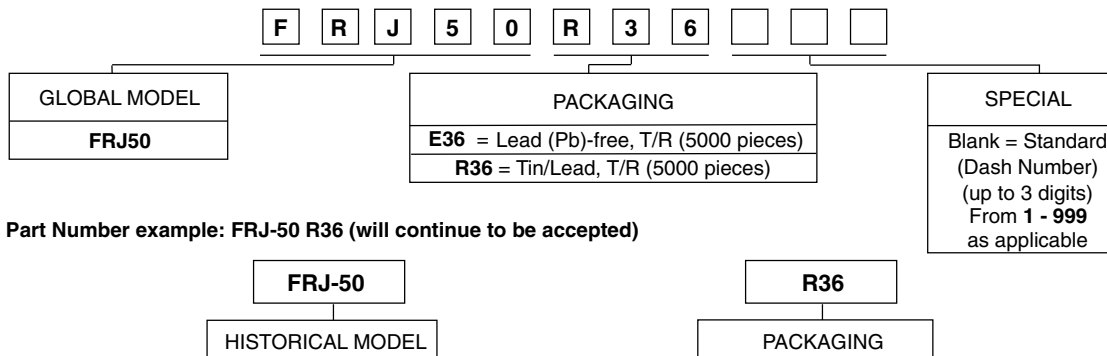 F R J 5 0 R 3 6
GLOBAL MODEL
FRJ50
PACKAGING
E36 = Lead (Pb)-free, T/R (5000 pieces)
R36 = Tin/Lead, T/R (5000 pieces)
SPECIAL
Blank = Standard
(Dash Number)
(up to 3 digits)
From 1 - 999
as applicable
Part Number example: FRJ-50 R36 (will continue to be accepted)
FRJ-50
R36
HISTORICAL MODEL
PACKAGING